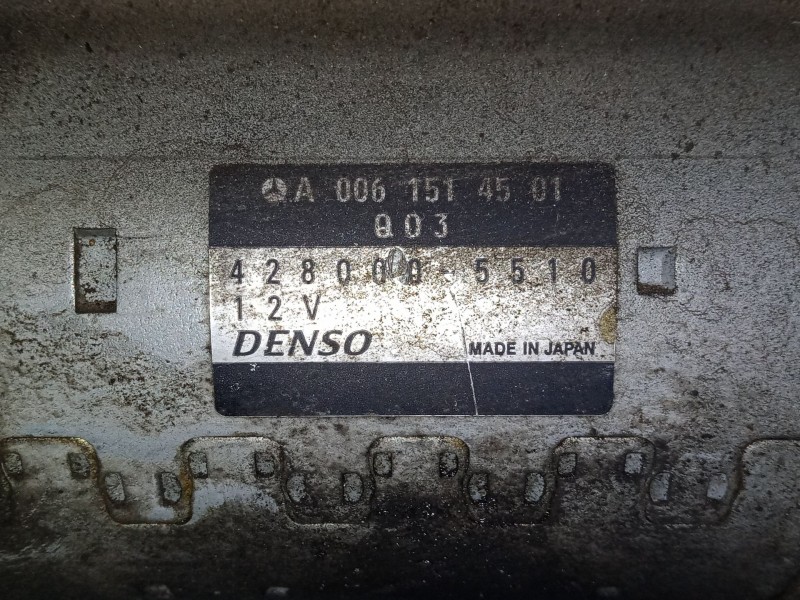 A 006 151 45 01
Q03
428000-5510
12V
DENSO
MADE IN JAPAN